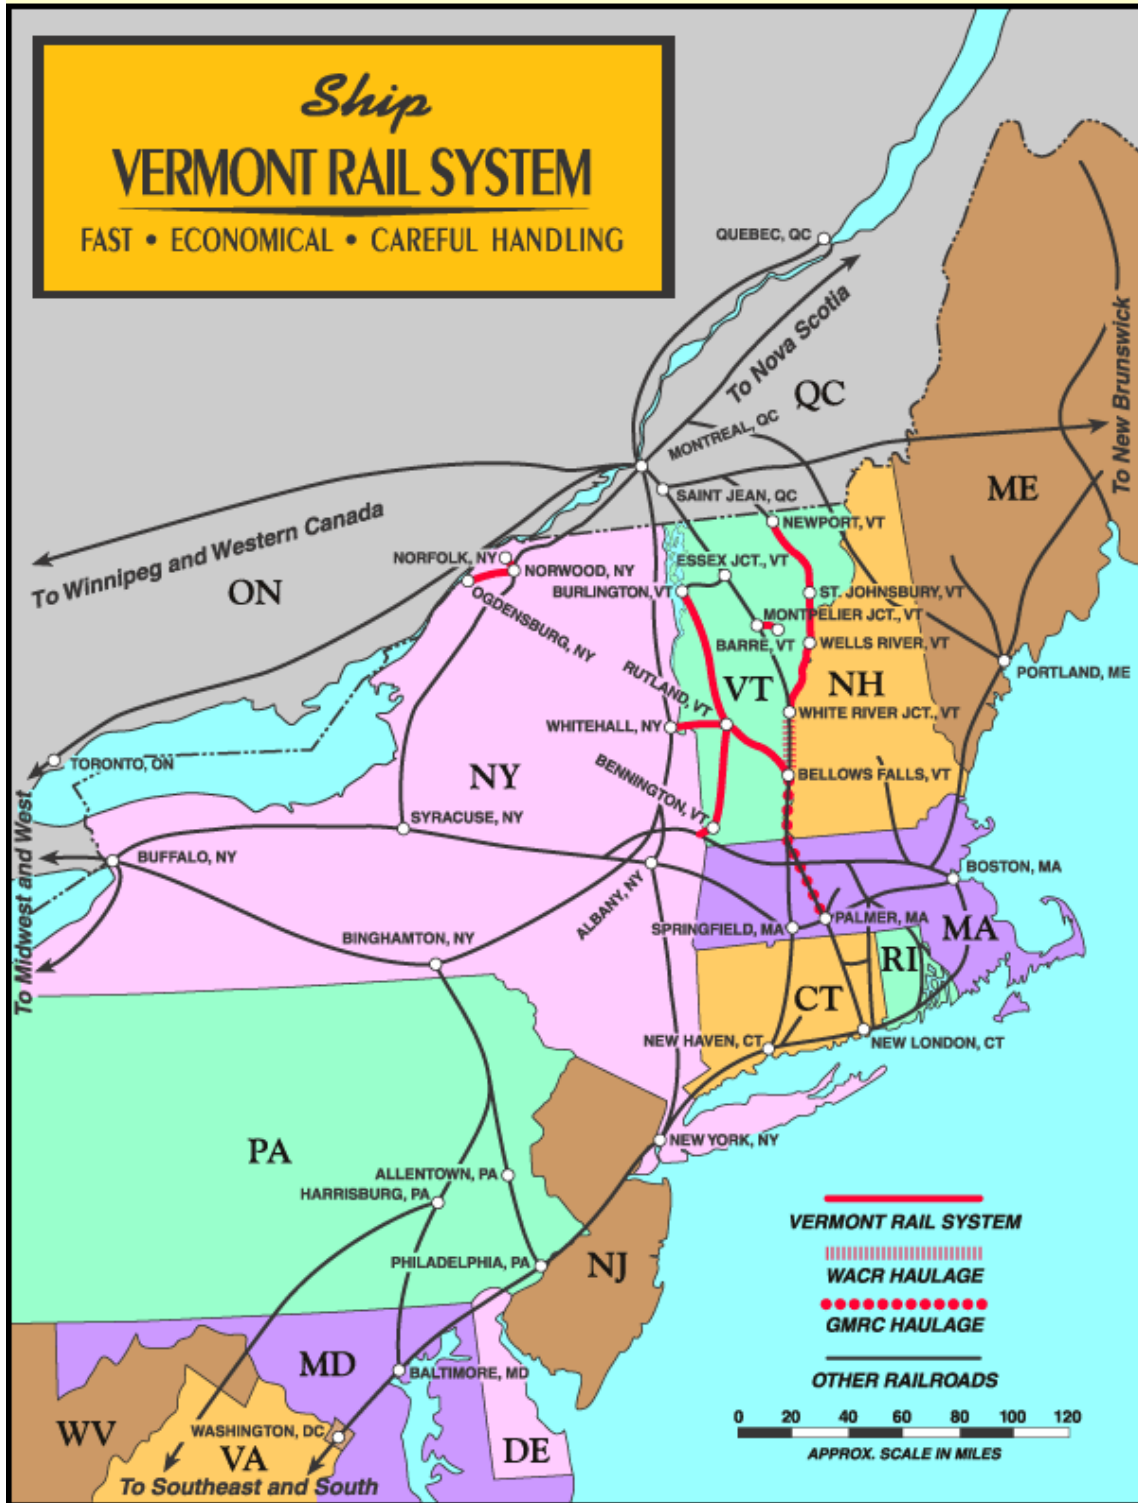 Ship
VERMONT RAIL SYSTEM
FAST • ECONOMICAL • CAREFUL HANDLING
QUEBEC, QC
To Nova Scotia
QC
MONTREAL, QC
To New Brunswick
SAINT JEAN, QC
ME
To Winnipeg and Western Canada
ON
NEWPORT, VT
NORFOLK, NY
NORWOOD, NY
OGDENSBURG, NY
ESSEX JCT., VT
BURLINGTON, VT
ST. JOHNSBURY, VT
MONTPELIER JCT., VT
BARRE, VT
WELLS RIVER, VT
RUTLAND, VT
VT
NH
PORTLAND, ME
WHITEHALL, NY
WHITE RIVER JCT., VT
TORONTO, ON
NY
BENNINGTON, VT
BELLOWS FALLS, VT
To Midwest and West
SYRACUSE, NY
BUFFALO, NY
ALBANY, NY
BOSTON, MA
SPRINGFIELD, MA
PALMER, MA
MA
BINGHAMTON, NY
RI
CT
NEW HAVEN, CT
NEW LONDON, CT
PA
NEW YORK, NY
ALLENTOWN, PA
HARRISBURG, PA
PHILADELPHIA, PA
NJ
MD
BALTIMORE, MD
WV
WASHINGTON, DC
VA
DE
To Southeast and South
VERMONT RAIL SYSTEM
WACR HAULAGE
GMRC HAULAGE
OTHER RAILROADS
0 20 40 60 80 100 120
APPROX. SCALE IN MILES